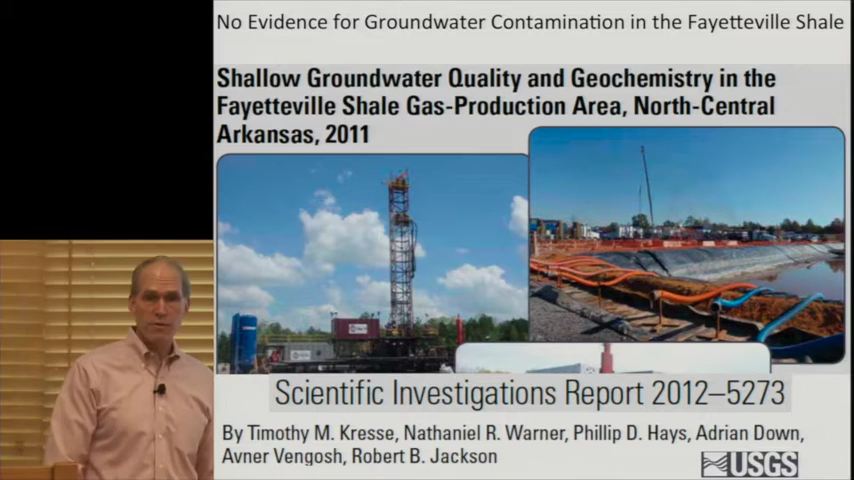 No Evidence for Groundwater Contamination in the Fayetteville Shale
Shallow Groundwater Quality and Geochemistry in the
Fayetteville Shale Gas-Production Area, North-Central
Arkansas, 2011
Scientific Investigations Report 2012–5273
By Timothy M. Kresse, Nathaniel R. Warner, Phillip D. Hays, Adrian Down,
Avner Vengosh, Robert B. Jackson
USGS